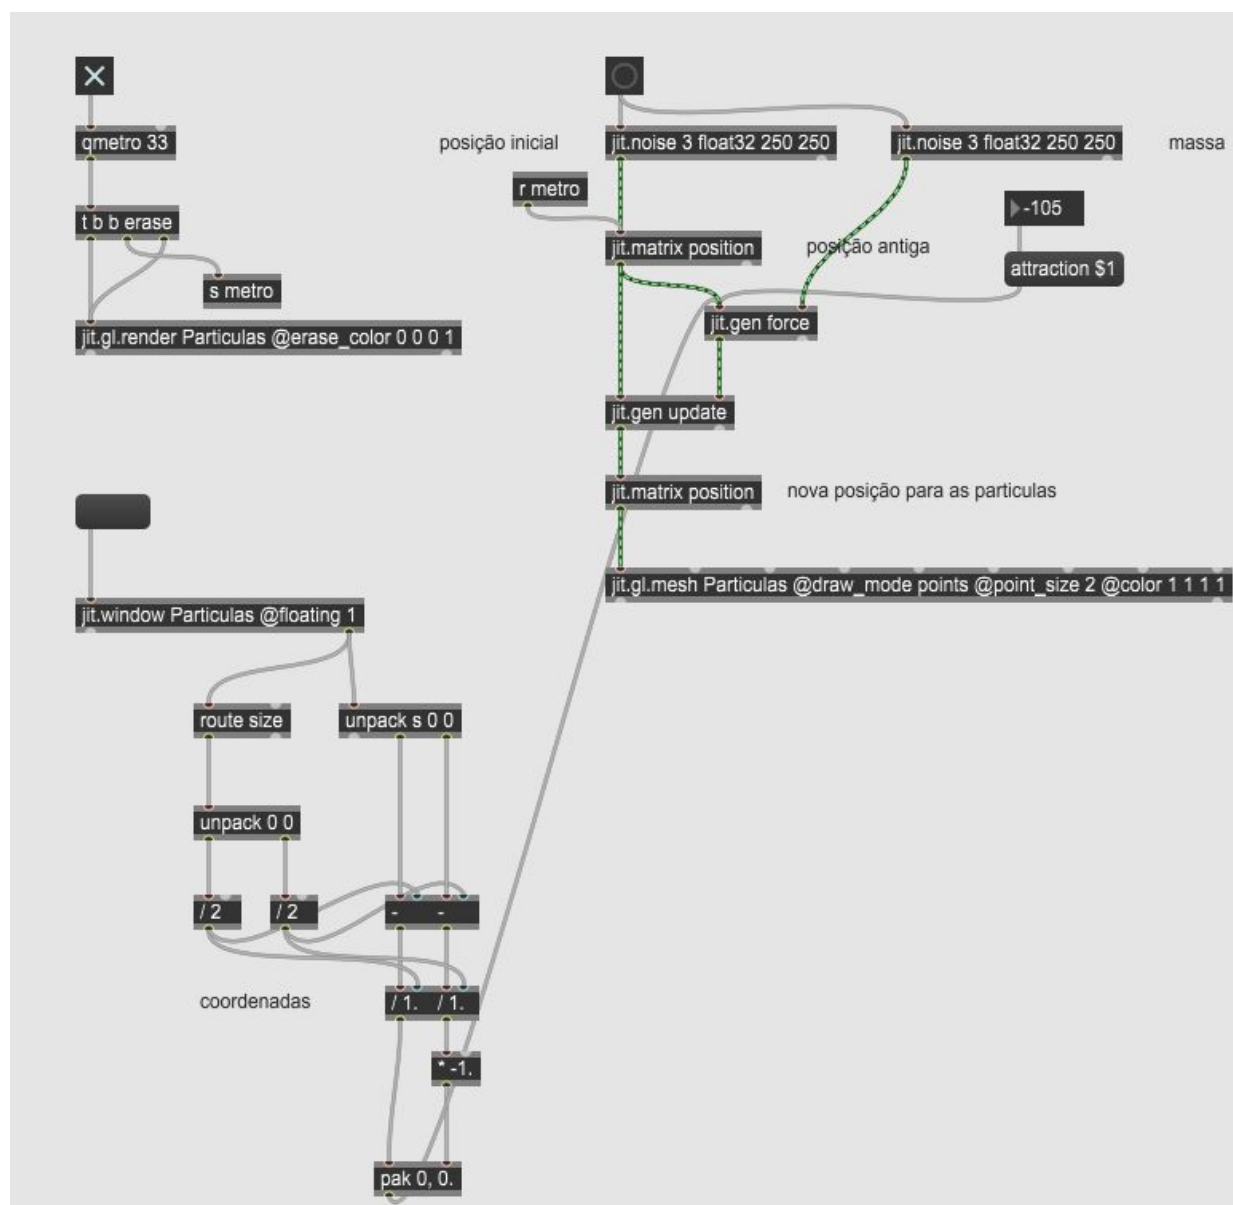 qmetro 33
t b b erase
s metro
jit.gl.render Particulas @erase_color 0 0 0 1
posição inicial
jit.noise 3 float32 250 250
jit.noise 3 float32 250 250
massa
r metro
-105
jit.matrix position
posição antiga
attraction $1
jit.gen force
jit.gen update
jit.matrix position
nova posição para as particulas
jit.gl.mesh Particulas @draw_mode points @point_size 2 @color 1 1 1 1
jit.window Particulas @floating 1
route size
unpack s 0 0
unpack 0 0
/ 2
/ 2
-
-
coordenadas
/ 1.
/ 1.
* -1.
pak 0, 0.